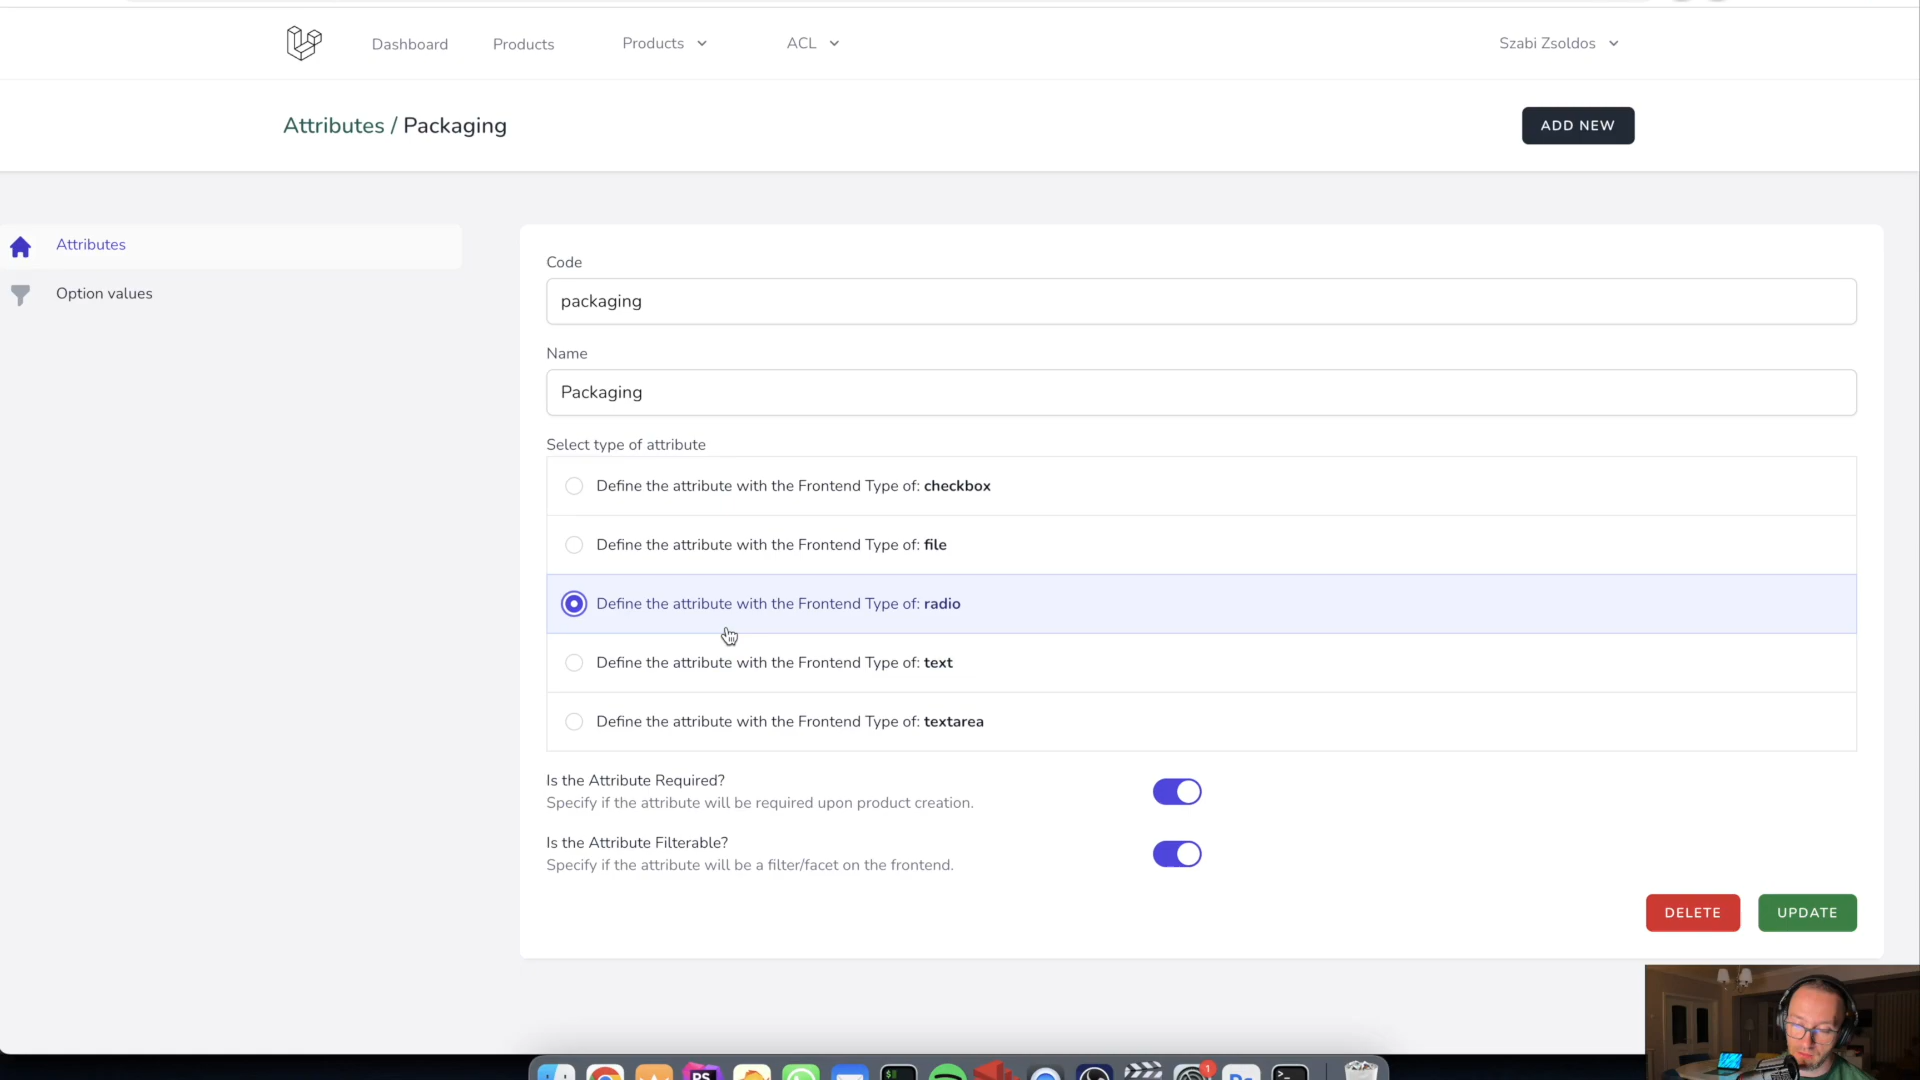 Dashboard
Products
Products
ACL
Szabi Zsoldos
Attributes / Packaging
ADD NEW
Attributes
Option values
Code
packaging
Name
Packaging
Select type of attribute
Define the attribute with the Frontend Type of: checkbox
Define the attribute with the Frontend Type of: file
Define the attribute with the Frontend Type of: radio
Define the attribute with the Frontend Type of: text
Define the attribute with the Frontend Type of: textarea
Is the Attribute Required?
Specify if the attribute will be required upon product creation.
Is the Attribute Filterable?
Specify if the attribute will be a filter/facet on the frontend.
DELETE
UPDATE
PS
$
1
Pr
>_